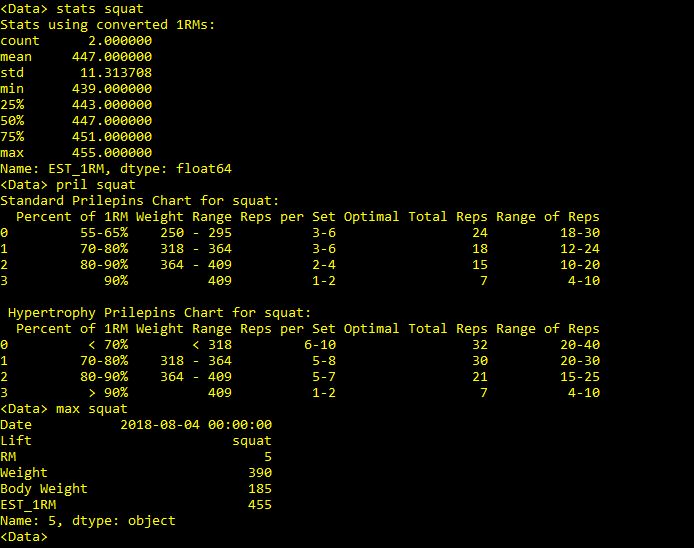 <Data> stats squat
Stats using converted 1RMs:
count      2.000000
mean     447.000000
std       11.313708
min      439.000000
25%      443.000000
50%      447.000000
75%      451.000000
max      455.000000
Name: EST_1RM, dtype: float64
<Data> pril squat
Standard Prilepins Chart for squat:
  Percent of 1RM Weight Range Reps per Set Optimal Total Reps Range of Reps
0         55-65%    250 - 295          3-6                 24         18-30
1         70-80%    318 - 364          3-6                 18         12-24
2         80-90%    364 - 409          2-4                 15         10-20
3            90%          409          1-2                  7          4-10
 Hypertrophy Prilepins Chart for squat:
  Percent of 1RM Weight Range Reps per Set Optimal Total Reps Range of Reps
0          < 70%        < 318         6-10                 32         20-40
1         70-80%    318 - 364          5-8                 30         20-30
2         80-90%    364 - 409          5-7                 21         15-25
3          > 90%          409          1-2                  7          4-10
<Data> max squat
Date           2018-08-04 00:00:00
Lift                         squat
RM                               5
Weight                         390
Body Weight                    185
EST_1RM                        455
Name: 5, dtype: object
<Data>